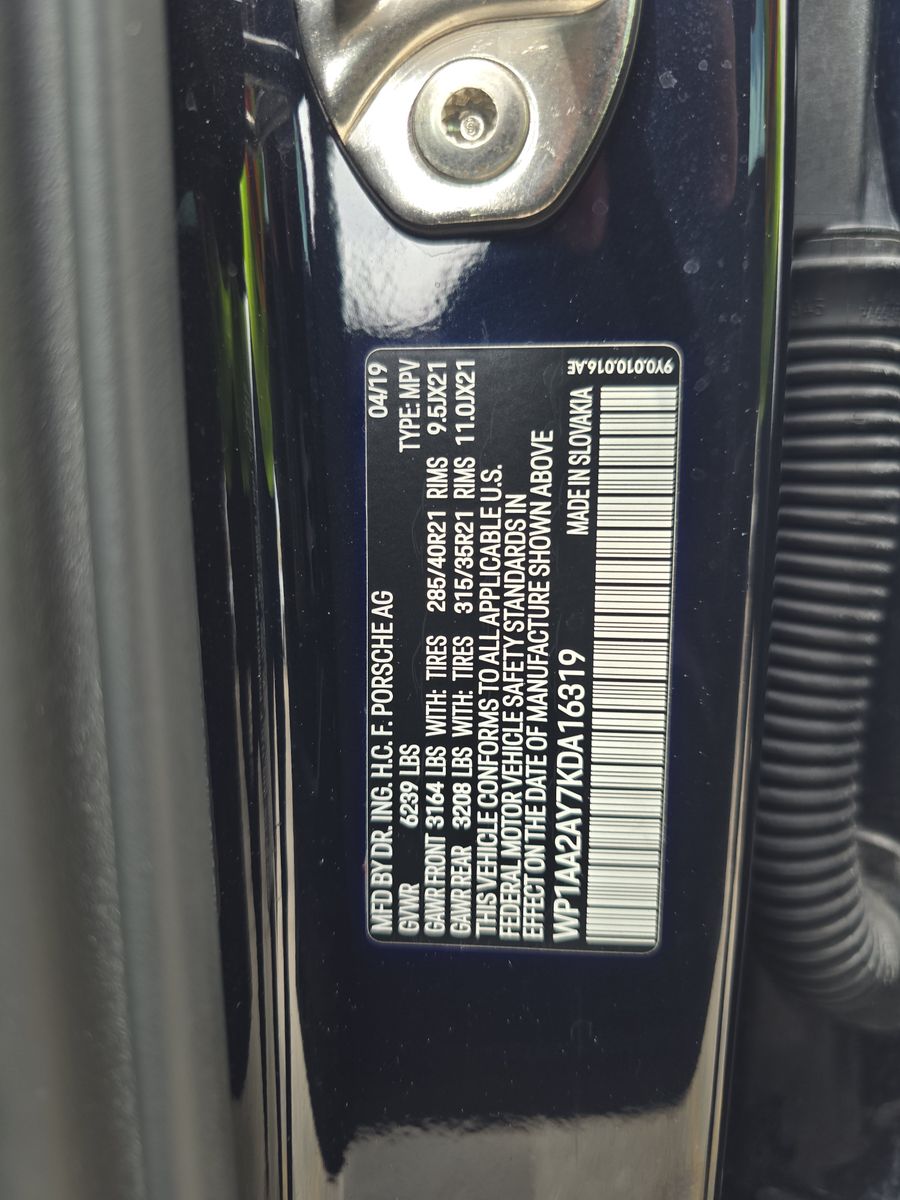 MFD BY DR. ING. H.C. F. PORSCHE AG 04/19
GVWR 6239 LBS TYPE: MPV
GAWR FRONT 3164 LBS WITH: TIRES 285/40R21 RIMS 9.5JX21
GAWR REAR 3208 LBS WITH: TIRES 315/35R21 RIMS 11.0JX21
THIS VEHICLE CONFORMS TO ALL APPLICABLE U.S.
FEDERAL MOTOR VEHICLE SAFETY STANDARDS IN
EFFECT ON THE DATE OF MANUFACTURE SHOWN ABOVE
WP1AA2AY7KDA16319 MADE IN SLOVAKIA
9Y0.010.016.AE